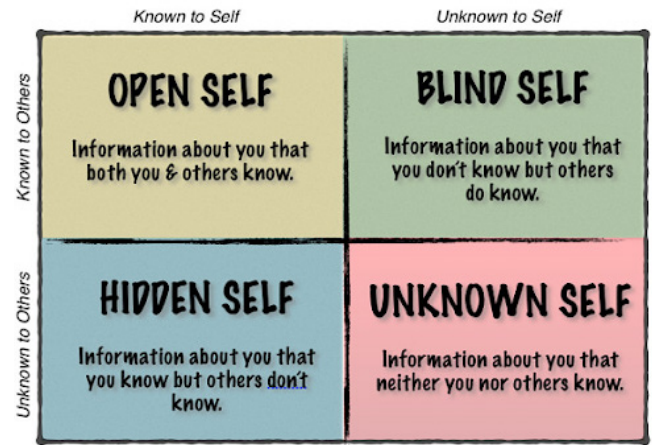 Known to Self
Unknown to Self
Known to Others
OPEN SELF
Information about you that
both you & others know.
BLIND SELF
Information about you that
you don't know but others
do know.
Unknown to Others
HIDDEN SELF
Information about you that
you know but others don't
know.
UNKNOWN SELF
Information about you that
neither you nor others know.